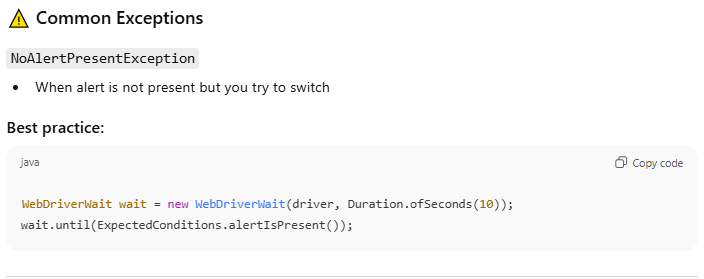 ⚠️ Common Exceptions
NoAlertPresentException
• When alert is not present but you try to switch
Best practice:
java
Copy code
WebDriverWait wait = new WebDriverWait(driver, Duration.ofSeconds(10));
wait.until(ExpectedConditions.alertIsPresent());